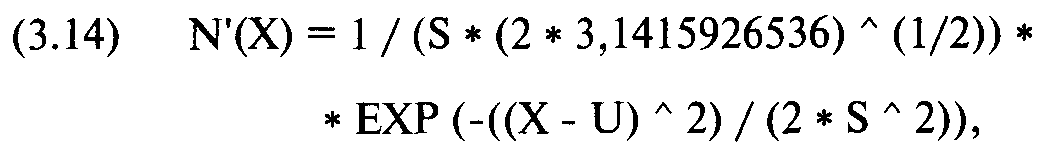 (3.14) N'(X) = 1 / (S * (2 * 3,1415926536) ^ (1/2)) *
* EXP (-((X - U) ^ 2) / (2 * S ^ 2)),